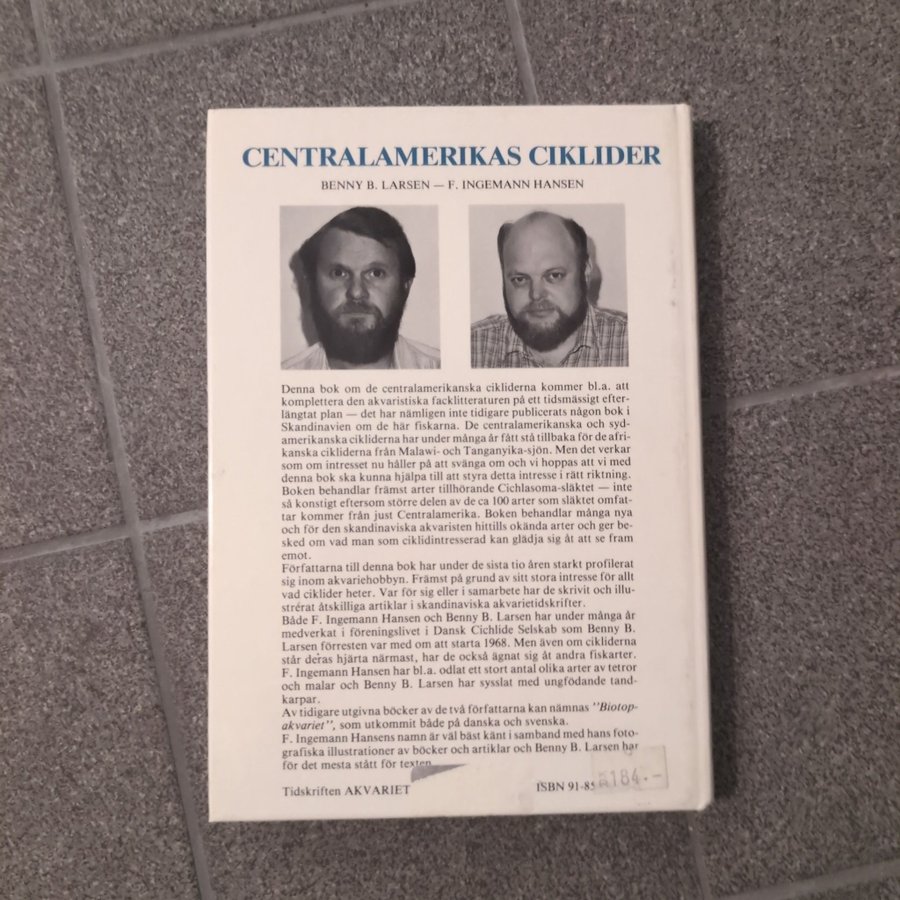 CENTRALAMERIKAS CIKLIDER
BENNY B. LARSEN — F. INGEMANN HANSEN
Denna bok om de centralamerikanska cikliderna kommer bl.a. att
komplettera den akvaristiska facklitteraturen på ett tidsmässigt efter-
längtat plan — det har nämligen inte tidigare publicerats någon bok i
Skandinavien om de här fiskarna. De centralamerikanska och syd-
amerikanska cikliderna har under många år fått stå tillbaka för de afri-
kanska cikliderna från Malawi- och Tanganyika-sjön. Men det verkar
som om intresset nu håller på att svänga om och vi hoppas att vi med
denna bok ska kunna hjälpa till att styra detta intresse i rätt riktning.
Boken behandlar främst arter tillhörande Cichlasoma-släktet — inte
så konstigt eftersom större delen av de ca 100 arter som släktet omfat-
tar kommer från just Centralamerika. Boken behandlar många nya
och för den skandinaviska akvaristen hittills okända arter och ger be-
sked om vad man som ciklidintresserad kan glädja sig åt att se fram
emot.
Författarna till denna bok har under de sista tio åren starkt profilerat
sig inom akvariehobbyn. Främst på grund av sitt stora intresse för allt
vad ciklider heter. Var för sig eller i samarbete har de skrivit och illu-
strérat åtskilliga artiklar i skandinaviska akvarietidskrifter.
Både F. Ingemann Hansen och Benny B. Larsen har under många år
medverkat i föreningslivet i Dansk Cichlide Selskab som Benny B.
Larsen förresten var med om att starta 1968. Men även om cikliderna
står deras hjärta närmast, har de också ägnat sig åt andra fiskarter.
F. Ingemann Hansen har bl.a. odlat ett stort antal olika arter av tetror
och malar och Benny B. Larsen har sysslat med ungfödande tand-
karpar.
Av tidigare utgivna böcker av de två författarna kan nämnas "Biotop-
akvariet", som utkommit både på danska och svenska.
F. Ingemann Hansens namn är väl bäst känt i samband med hans foto-
grafiska illustrationer av böcker och artiklar och Benny B. Larsen har
för det mesta stått för texten
Tidskriften AKVARIET
ISBN 91-85
184.-